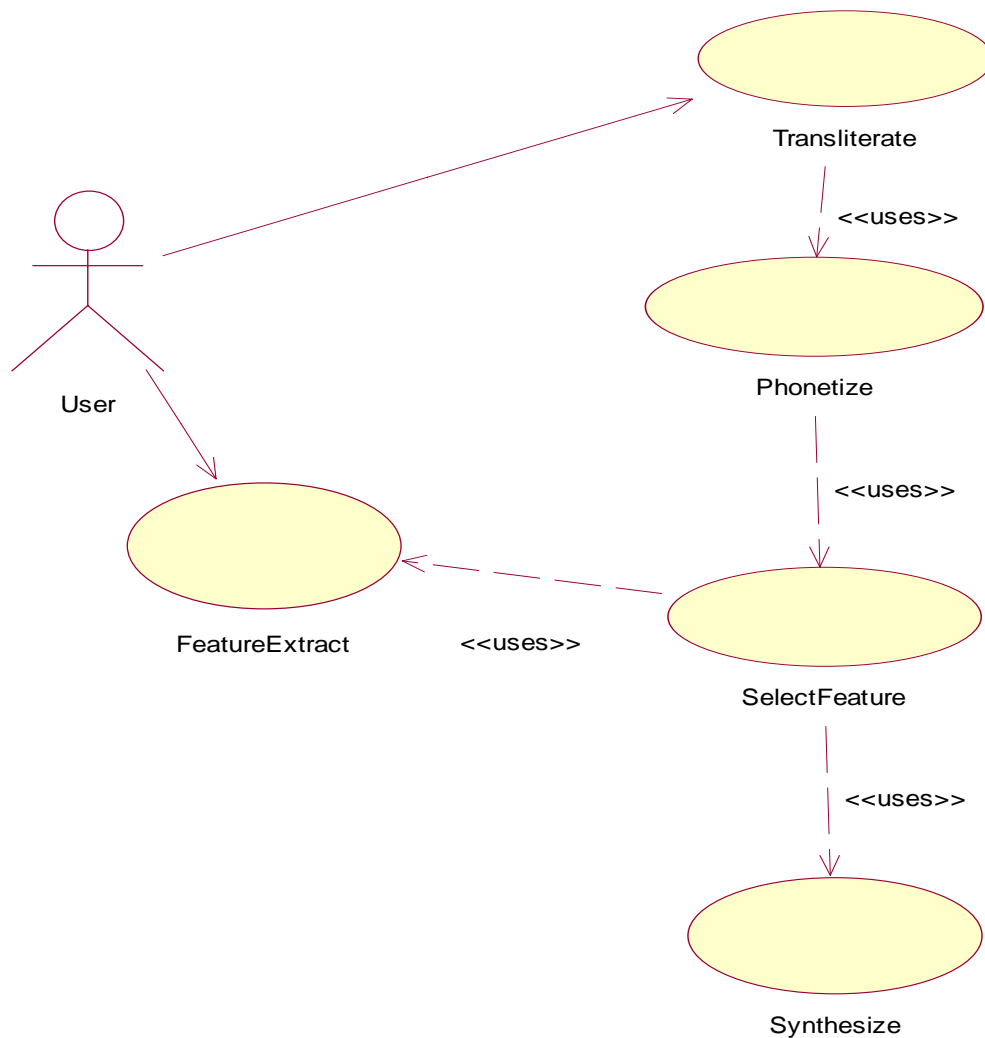 Transliterate
<<uses>>
Phonetize
User
<<uses>>
FeatureExtract
<<uses>>
SelectFeature
<<uses>>
Synthesize